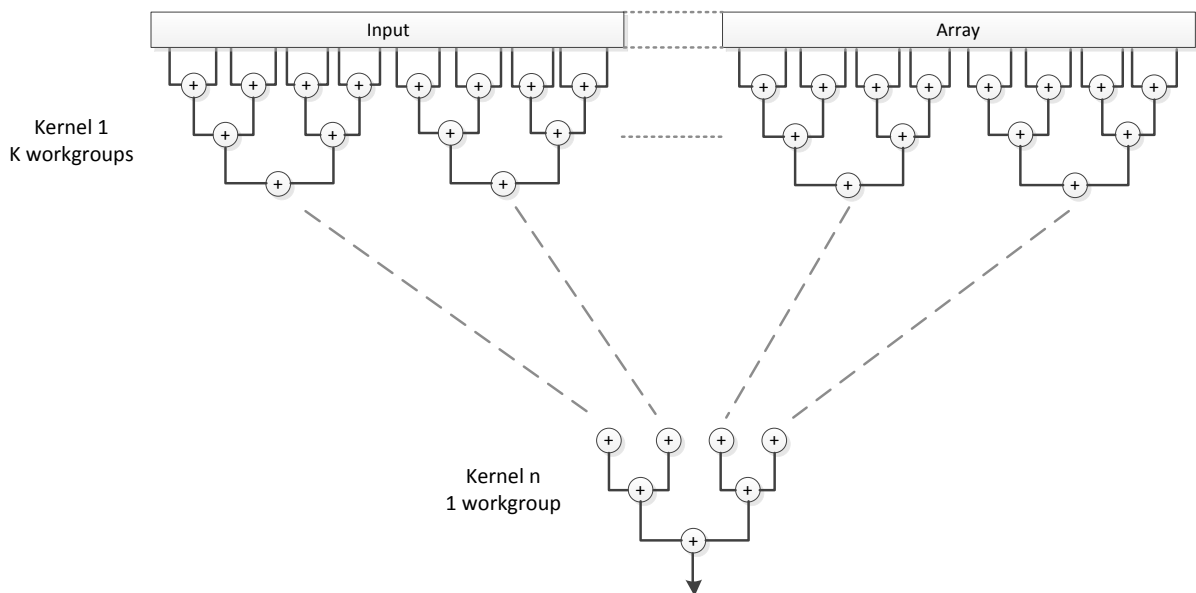 Input
Array
+ + + + + + + + + + + + + + + +
+ + + + + + + +
Kernel 1
K workgroups
+ + + +
+ + + +
Kernel n
1 workgroup
+ +
+